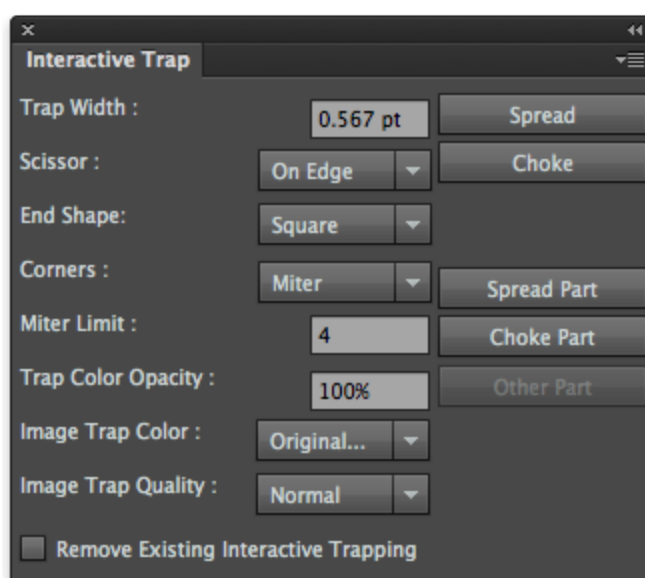 Interactive Trap
Trap Width : 0.567 pt Spread
Scissor : On Edge Choke
End Shape: Square
Corners : Miter Spread Part
Miter Limit : 4 Choke Part
Trap Color Opacity : 100% Other Part
Image Trap Color : Original...
Image Trap Quality : Normal
Remove Existing Interactive Trapping